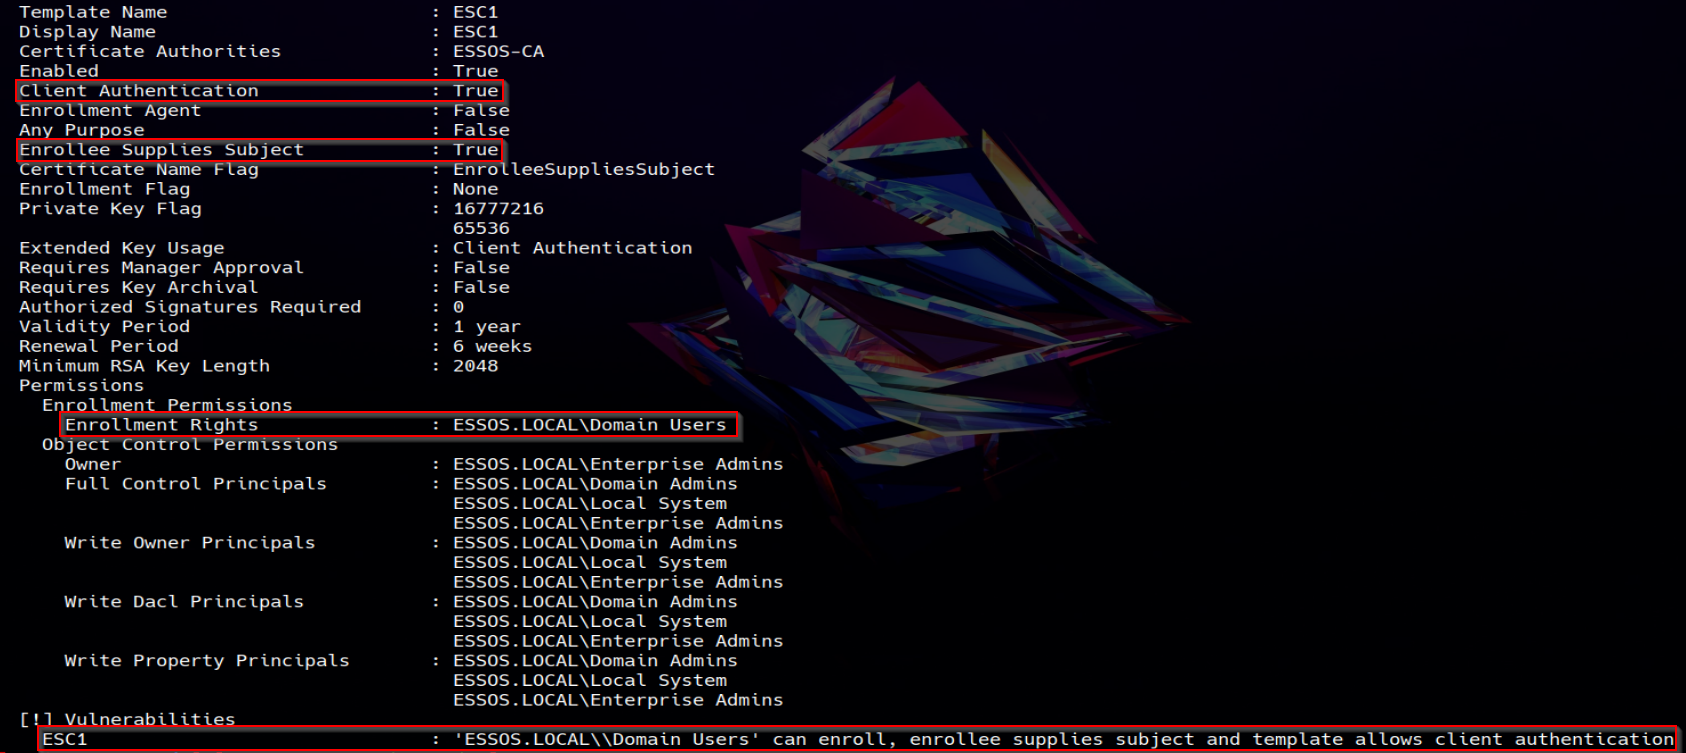 Template Name : ESC1
Display Name : ESC1
Certificate Authorities : ESSOS-CA
Enabled : True
Client Authentication : True
Enrollment Agent : False
Any Purpose : False
Enrollee Supplies Subject : True
Certificate Name Flag : EnrolleeSuppliesSubject
Enrollment Flag : None
Private Key Flag : 16777216
65536
Extended Key Usage : Client Authentication
Requires Manager Approval : False
Requires Key Archival : False
Authorized Signatures Required : 0
Validity Period : 1 year
Renewal Period : 6 weeks
Minimum RSA Key Length : 2048
Permissions
Enrollment Permissions
Enrollment Rights : ESSOS.LOCAL\Domain Users
Object Control Permissions
Owner : ESSOS.LOCAL\Enterprise Admins
Full Control Principals : ESSOS.LOCAL\Domain Admins
ESSOS.LOCAL\Local System
ESSOS.LOCAL\Enterprise Admins
Write Owner Principals : ESSOS.LOCAL\Domain Admins
ESSOS.LOCAL\Local System
ESSOS.LOCAL\Enterprise Admins
Write Dacl Principals : ESSOS.LOCAL\Domain Admins
ESSOS.LOCAL\Local System
ESSOS.LOCAL\Enterprise Admins
Write Property Principals : ESSOS.LOCAL\Domain Admins
ESSOS.LOCAL\Local System
ESSOS.LOCAL\Enterprise Admins
[!] Vulnerabilities
ESC1 : 'ESSOS.LOCAL\\Domain Users' can enroll, enrollee supplies subject and template allows client authentication